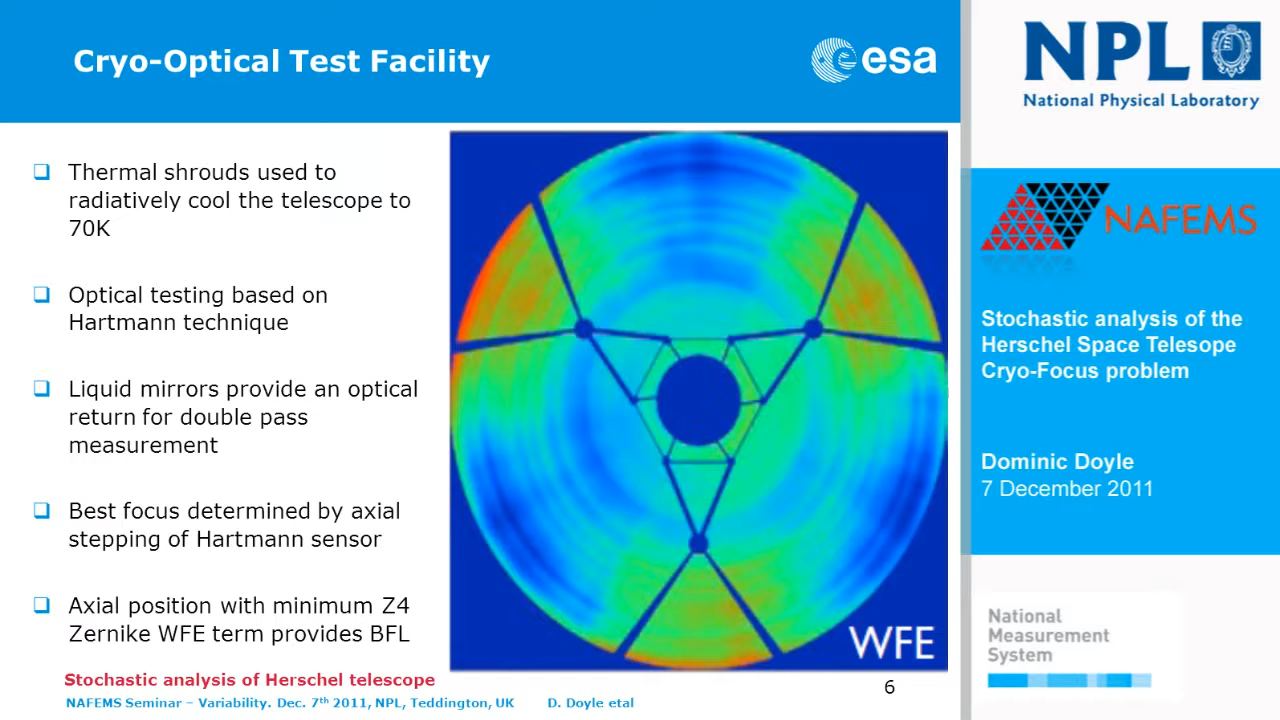 Cryo-Optical Test Facility
esa
Thermal shrouds used to
radiatively cool the telescope to
70K
Optical testing based on
Hartmann technique
Liquid mirrors provide an optical
return for double pass
measurement
Best focus determined by axial
stepping of Hartmann sensor
Axial position with minimum Z4
Zernike WFE term provides BFL
WFE
Stochastic analysis of Herschel telescope
NAFEMS Seminar – Variability. Dec. 7th 2011, NPL, Teddington, UK D. Doyle etal
6
NPL
National Physical Laboratory
NAFEMS
Stochastic analysis of the
Herschel Space Telesope
Cryo-Focus problem
Dominic Doyle
7 December 2011
National
Measurement
System